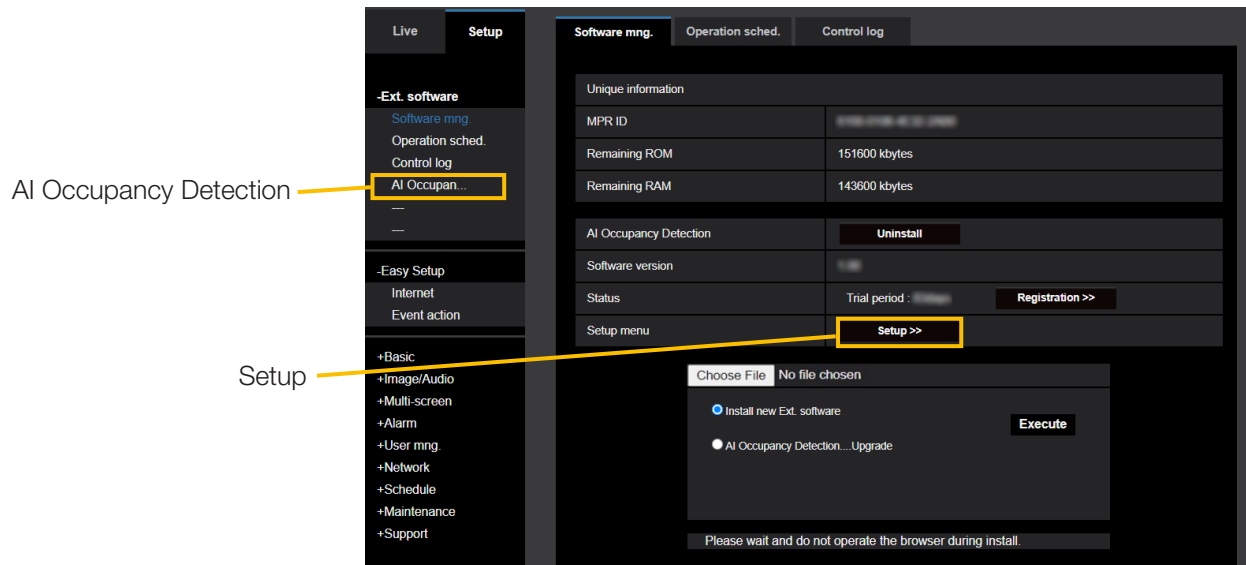 Live
Setup
Software mng.
Operation sched.
Control log
-Ext. software
Software mng.
Operation sched.
Control log
AI Occupan...
---
---
-Easy Setup
Internet
Event action
+Basic
+Image/Audio
+Multi-screen
+Alarm
+User mng.
+Network
+Schedule
+Maintenance
+Support
AI Occupancy Detection
Setup
Unique information
MPR ID
Remaining ROM 151600 kbytes
Remaining RAM 143600 kbytes
AI Occupancy Detection Uninstall
Software version
Status Trial period : Registration >>
Setup menu Setup >>
Choose File No file chosen
Install new Ext. software
Execute
AI Occupancy Detection....Upgrade
Please wait and do not operate the browser during install.